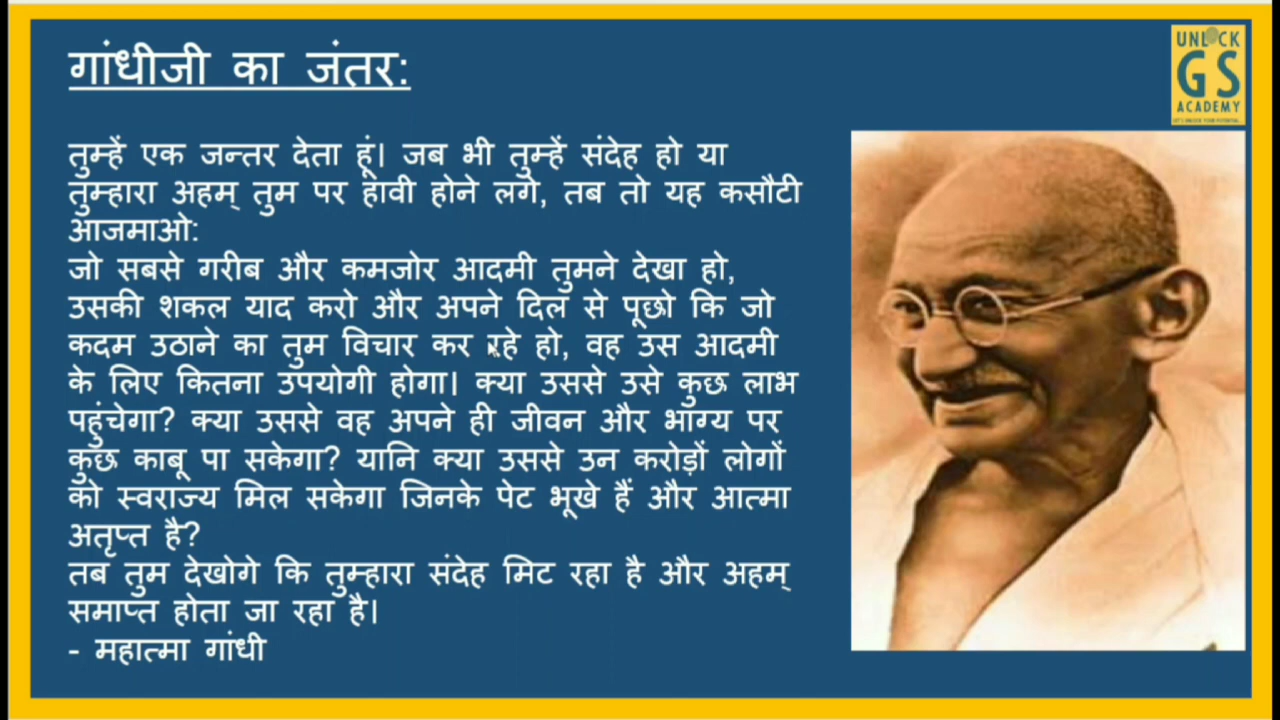 गांधीजी का जंतर:
UNLOCK
GS
ACADEMY
तुम्हें एक जन्तर देता हूं। जब भी तुम्हें संदेह हो या
तुम्हारा अहम् तुम पर हावी होने लगे, तब तो यह कसौटी
आजमाओ:
जो सबसे गरीब और कमजोर आदमी तुमने देखा हो,
उसकी शकल याद करो और अपने दिल से पूछो कि जो
कदम उठाने का तुम विचार कर रहे हो, वह उस आदमी
के लिए कितना उपयोगी होगा। क्या उससे उसे कुछ लाभ
पहुंचेगा? क्या उससे वह अपने ही जीवन और भाग्य पर
कुछ काबू पा सकेगा? यानि क्या उससे उन करोड़ों लोगों
को स्वराज्य मिल सकेगा जिनके पेट भूखे हैं और आत्मा
अतृप्त है?
तब तुम देखोगे कि तुम्हारा संदेह मिट रहा है और अहम्
समाप्त होता जा रहा है।
- महात्मा गांधी